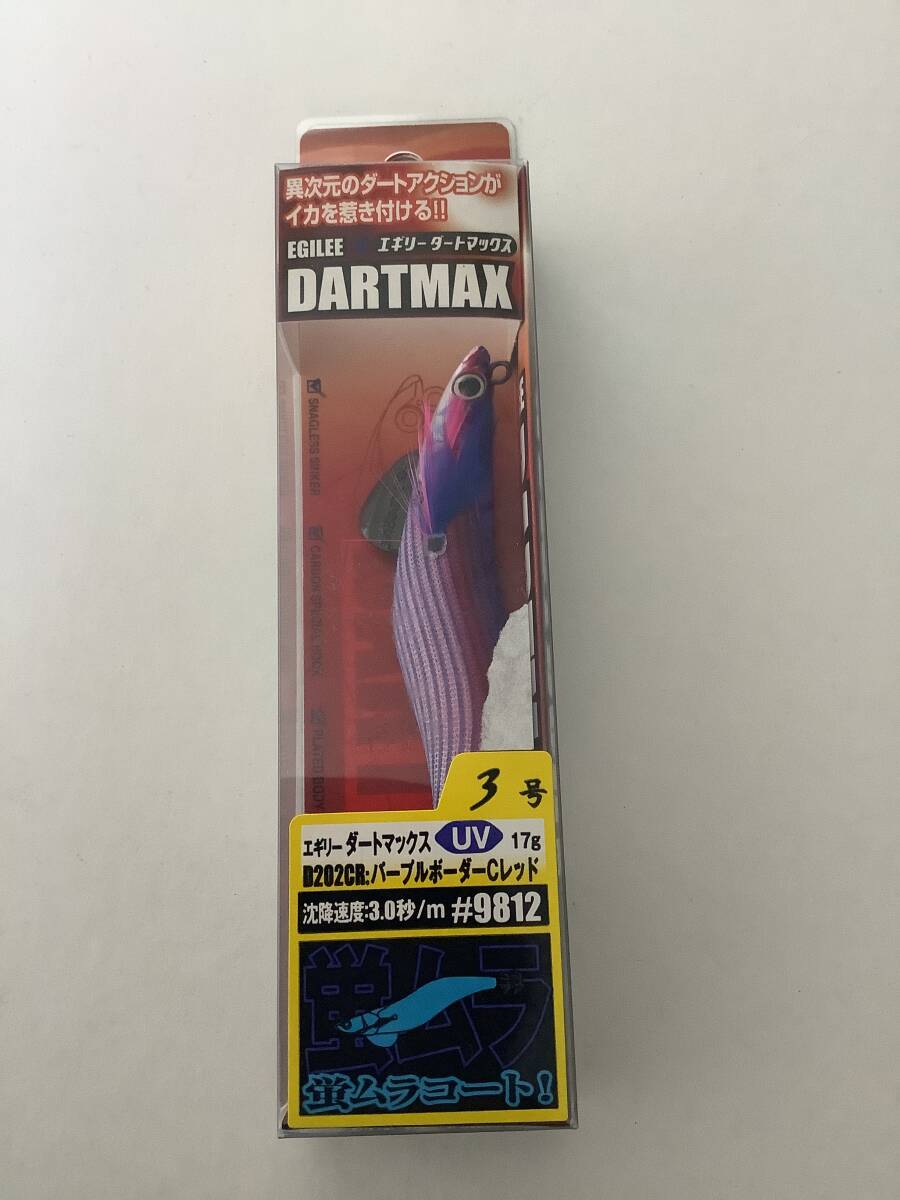 異次元のダートアクションが
イカを惹き付ける!!
EGILEE エギリーダートマックス
DARTMAX
SNAGLESS SINKER
CARBON SPECIAL HOOK
PLATED BODY
3号
エギリー ダートマックス UV 17g
D202CR:パープルボーダーCレッド
沈降速度:3.0秒/m #9812
蛍ムラ
蛍ムラコート!